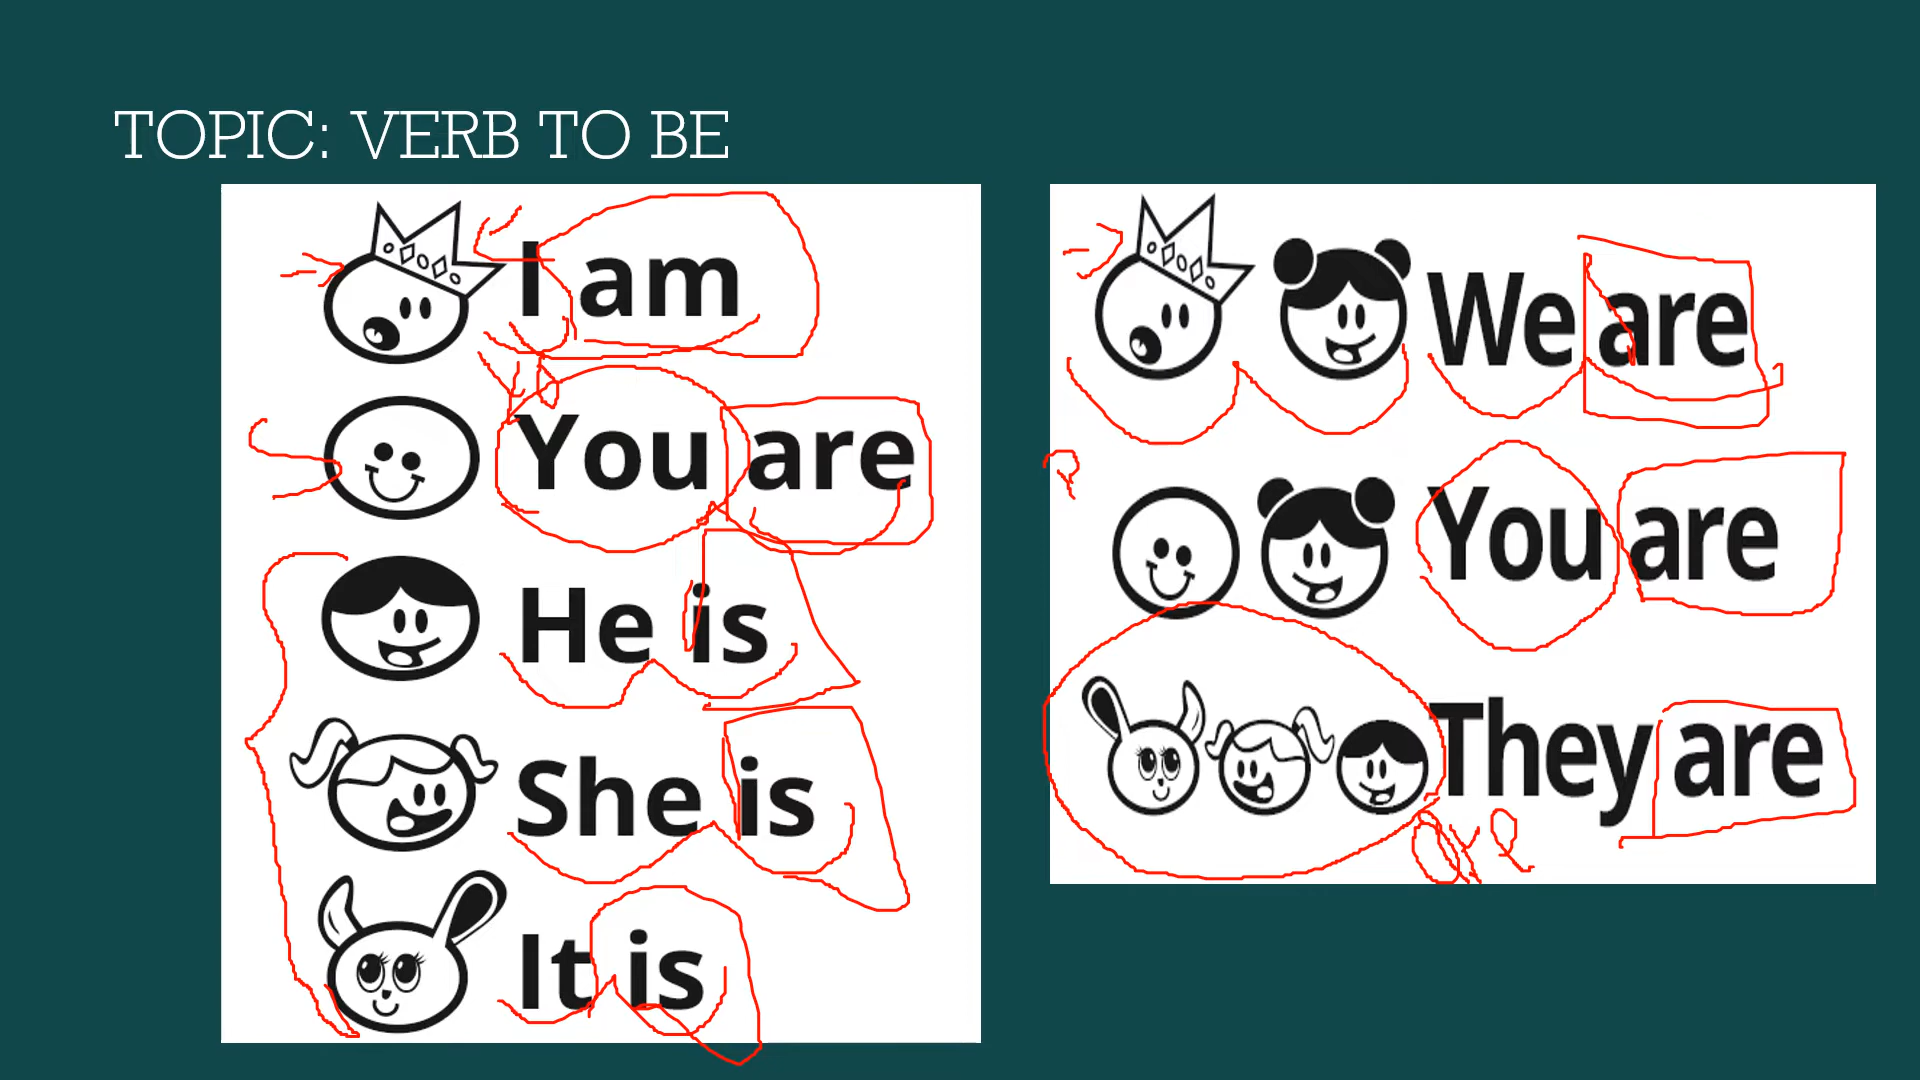 TOPIC: VERB TO BE
I am
You are
He is
She is
It is
We are
You are
They are
are